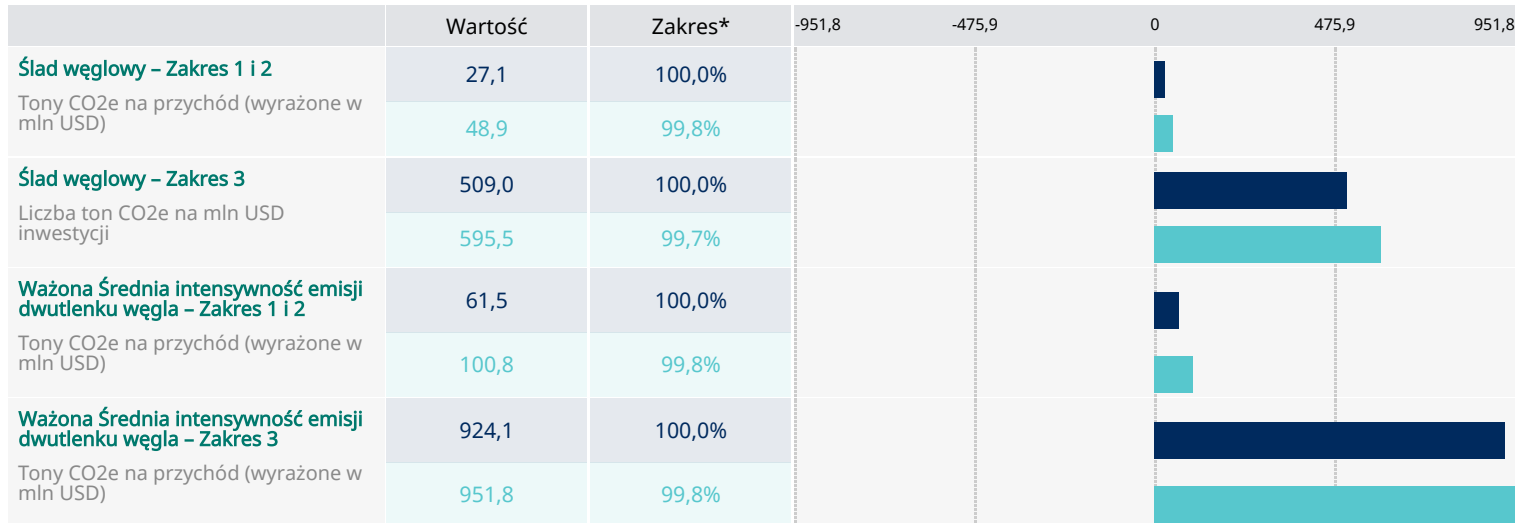 Wartość Zakres* -951,8 -475,9 0 475,9 951,8
Ślad węglowy – Zakres 1 i 2
Tony CO2e na przychód (wyrażone w
mln USD)
27,1 100,0%
48,9 99,8%
Ślad węglowy – Zakres 3
Liczba ton CO2e na mln USD
inwestycji
509,0 100,0%
595,5 99,7%
Ważona Średnia intensywność emisji
dwutlenku węgla – Zakres 1 i 2
Tony CO2e na przychód (wyrażone w
mln USD)
61,5 100,0%
100,8 99,8%
Ważona Średnia intensywność emisji
dwutlenku węgla – Zakres 3
Tony CO2e na przychód (wyrażone w
mln USD)
924,1 100,0%
951,8 99,8%